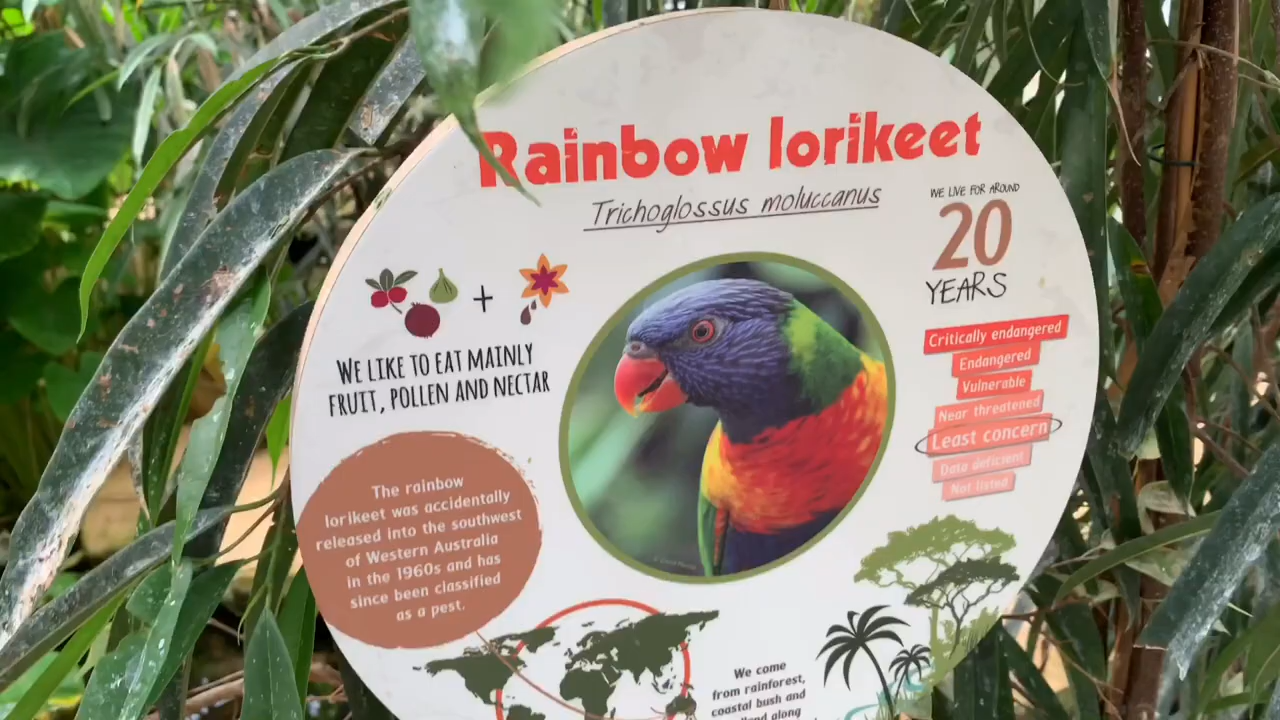 Rainbow lorikeet
Trichoglossus moluccanus
WE LIVE FOR AROUND
20
YEARS
+
WE LIKE TO EAT MAINLY
FRUIT, POLLEN AND NECTAR
Critically endangered
Endangered
Vulnerable
Near threatened
Least concern
Data deficient
Not listed
The rainbow
lorikeet was accidentally
released into the southwest
of Western Australia
in the 1960s and has
since been classified
as a pest.
We come
from rainforest,
coastal bush and
along